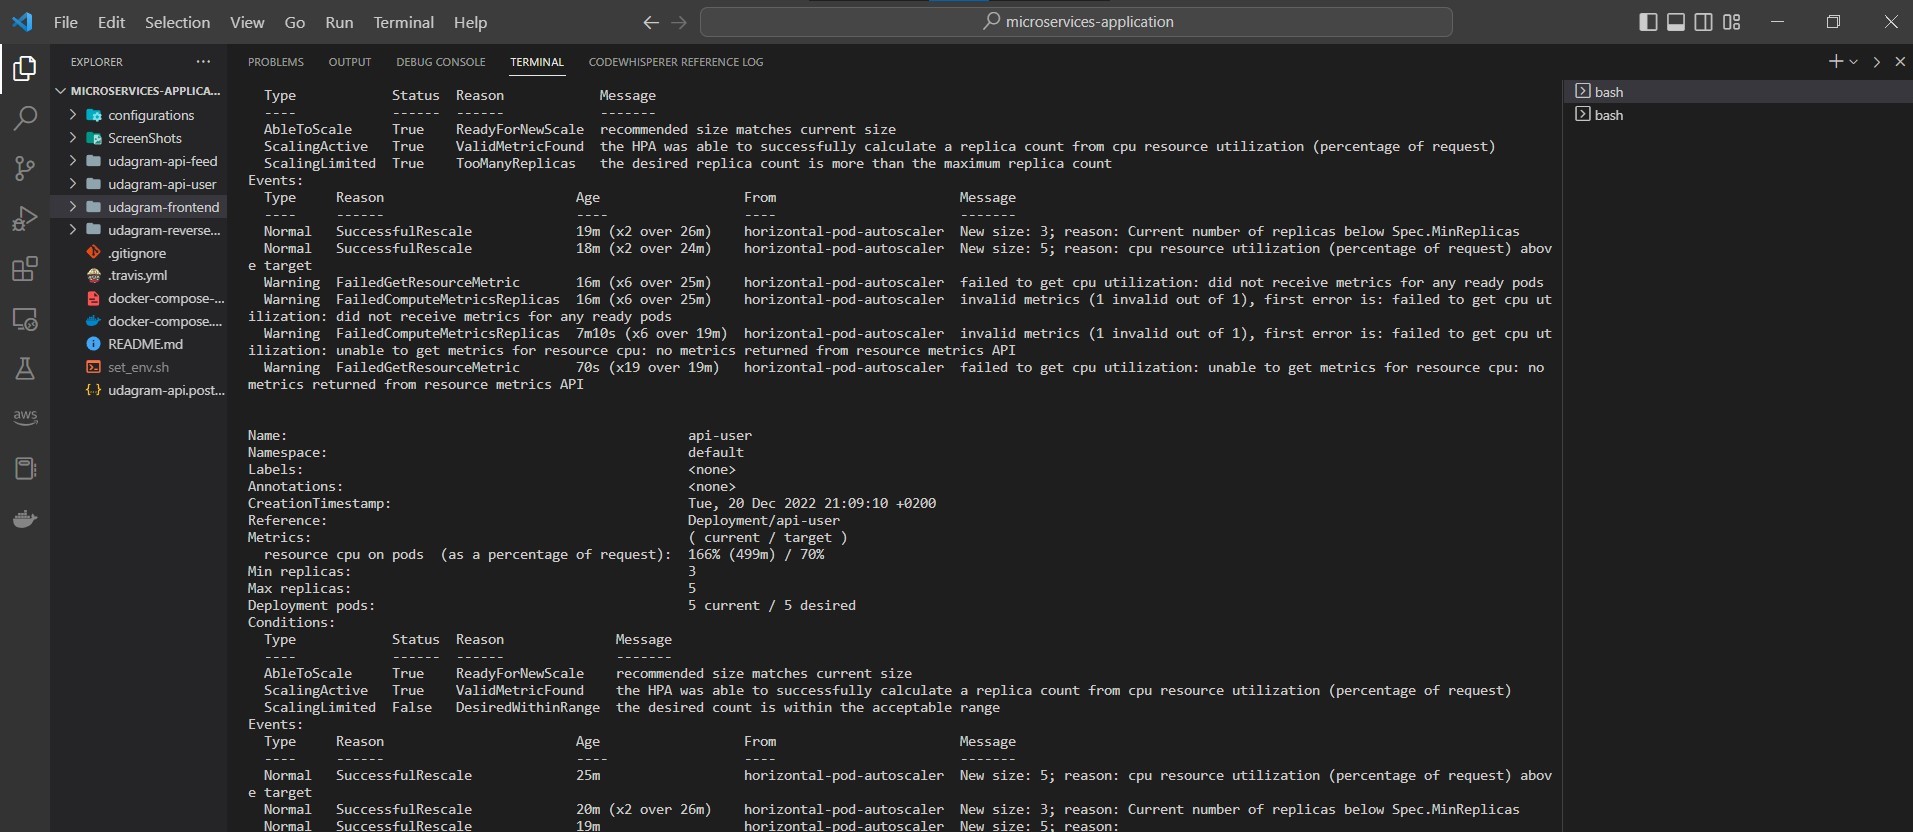 File Edit Selection View Go Run Terminal Help
microservices-application
EXPLORER
MICROSERVICES-APPLICA...
configurations
ScreenShots
udagram-api-feed
udagram-api-user
udagram-frontend
udagram-reverse...
.gitignore
.travis.yml
docker-compose-...
docker-compose....
README.md
set_env.sh
udagram-api.post...
aws
PROBLEMS OUTPUT DEBUG CONSOLE TERMINAL CODEWHISPERER REFERENCE LOG
Type Status Reason Message
---- ------ ------ -------
AbleToScale True ReadyForNewScale recommended size matches current size
ScalingActive True ValidMetricFound the HPA was able to successfully calculate a replica count from cpu resource utilization (percentage of request)
ScalingLimited True TooManyReplicas the desired replica count is more than the maximum replica count
Events:
Type Reason Age From Message
---- ------ ---- ---- -------
Normal SuccessfulRescale 19m (x2 over 26m) horizontal-pod-autoscaler New size: 3; reason: Current number of replicas below Spec.MinReplicas
Normal SuccessfulRescale 18m (x2 over 24m) horizontal-pod-autoscaler New size: 5; reason: cpu resource utilization (percentage of request) abov
e target
Warning FailedGetResourceMetric 16m (x6 over 25m) horizontal-pod-autoscaler failed to get cpu utilization: did not receive metrics for any ready pods
Warning FailedComputeMetricsReplicas 16m (x6 over 25m) horizontal-pod-autoscaler invalid metrics (1 invalid out of 1), first error is: failed to get cpu ut
ilization: did not receive metrics for any ready pods
Warning FailedComputeMetricsReplicas 7m10s (x6 over 19m) horizontal-pod-autoscaler invalid metrics (1 invalid out of 1), first error is: failed to get cpu ut
ilization: unable to get metrics for resource cpu: no metrics returned from resource metrics API
Warning FailedGetResourceMetric 70s (x19 over 19m) horizontal-pod-autoscaler failed to get cpu utilization: unable to get metrics for resource cpu: no
metrics returned from resource metrics API
Name: api-user
Namespace: default
Labels: <none>
Annotations: <none>
CreationTimestamp: Tue, 20 Dec 2022 21:09:10 +0200
Reference: Deployment/api-user
Metrics: ( current / target )
resource cpu on pods (as a percentage of request): 166% (499m) / 70%
Min replicas: 3
Max replicas: 5
Deployment pods: 5 current / 5 desired
Conditions:
Type Status Reason Message
---- ------ ------ -------
AbleToScale True ReadyForNewScale recommended size matches current size
ScalingActive True ValidMetricFound the HPA was able to successfully calculate a replica count from cpu resource utilization (percentage of request)
ScalingLimited False DesiredWithinRange the desired count is within the acceptable range
Events:
Type Reason Age From Message
---- ------ ---- ---- -------
Normal SuccessfulRescale 25m horizontal-pod-autoscaler New size: 5; reason: cpu resource utilization (percentage of request) abov
e target
Normal SuccessfulRescale 20m (x2 over 26m) horizontal-pod-autoscaler New size: 3; reason: Current number of replicas below Spec.MinReplicas
Normal SuccessfulRescale 19m horizontal-pod-autoscaler New size: 5; reason:
bash
bash